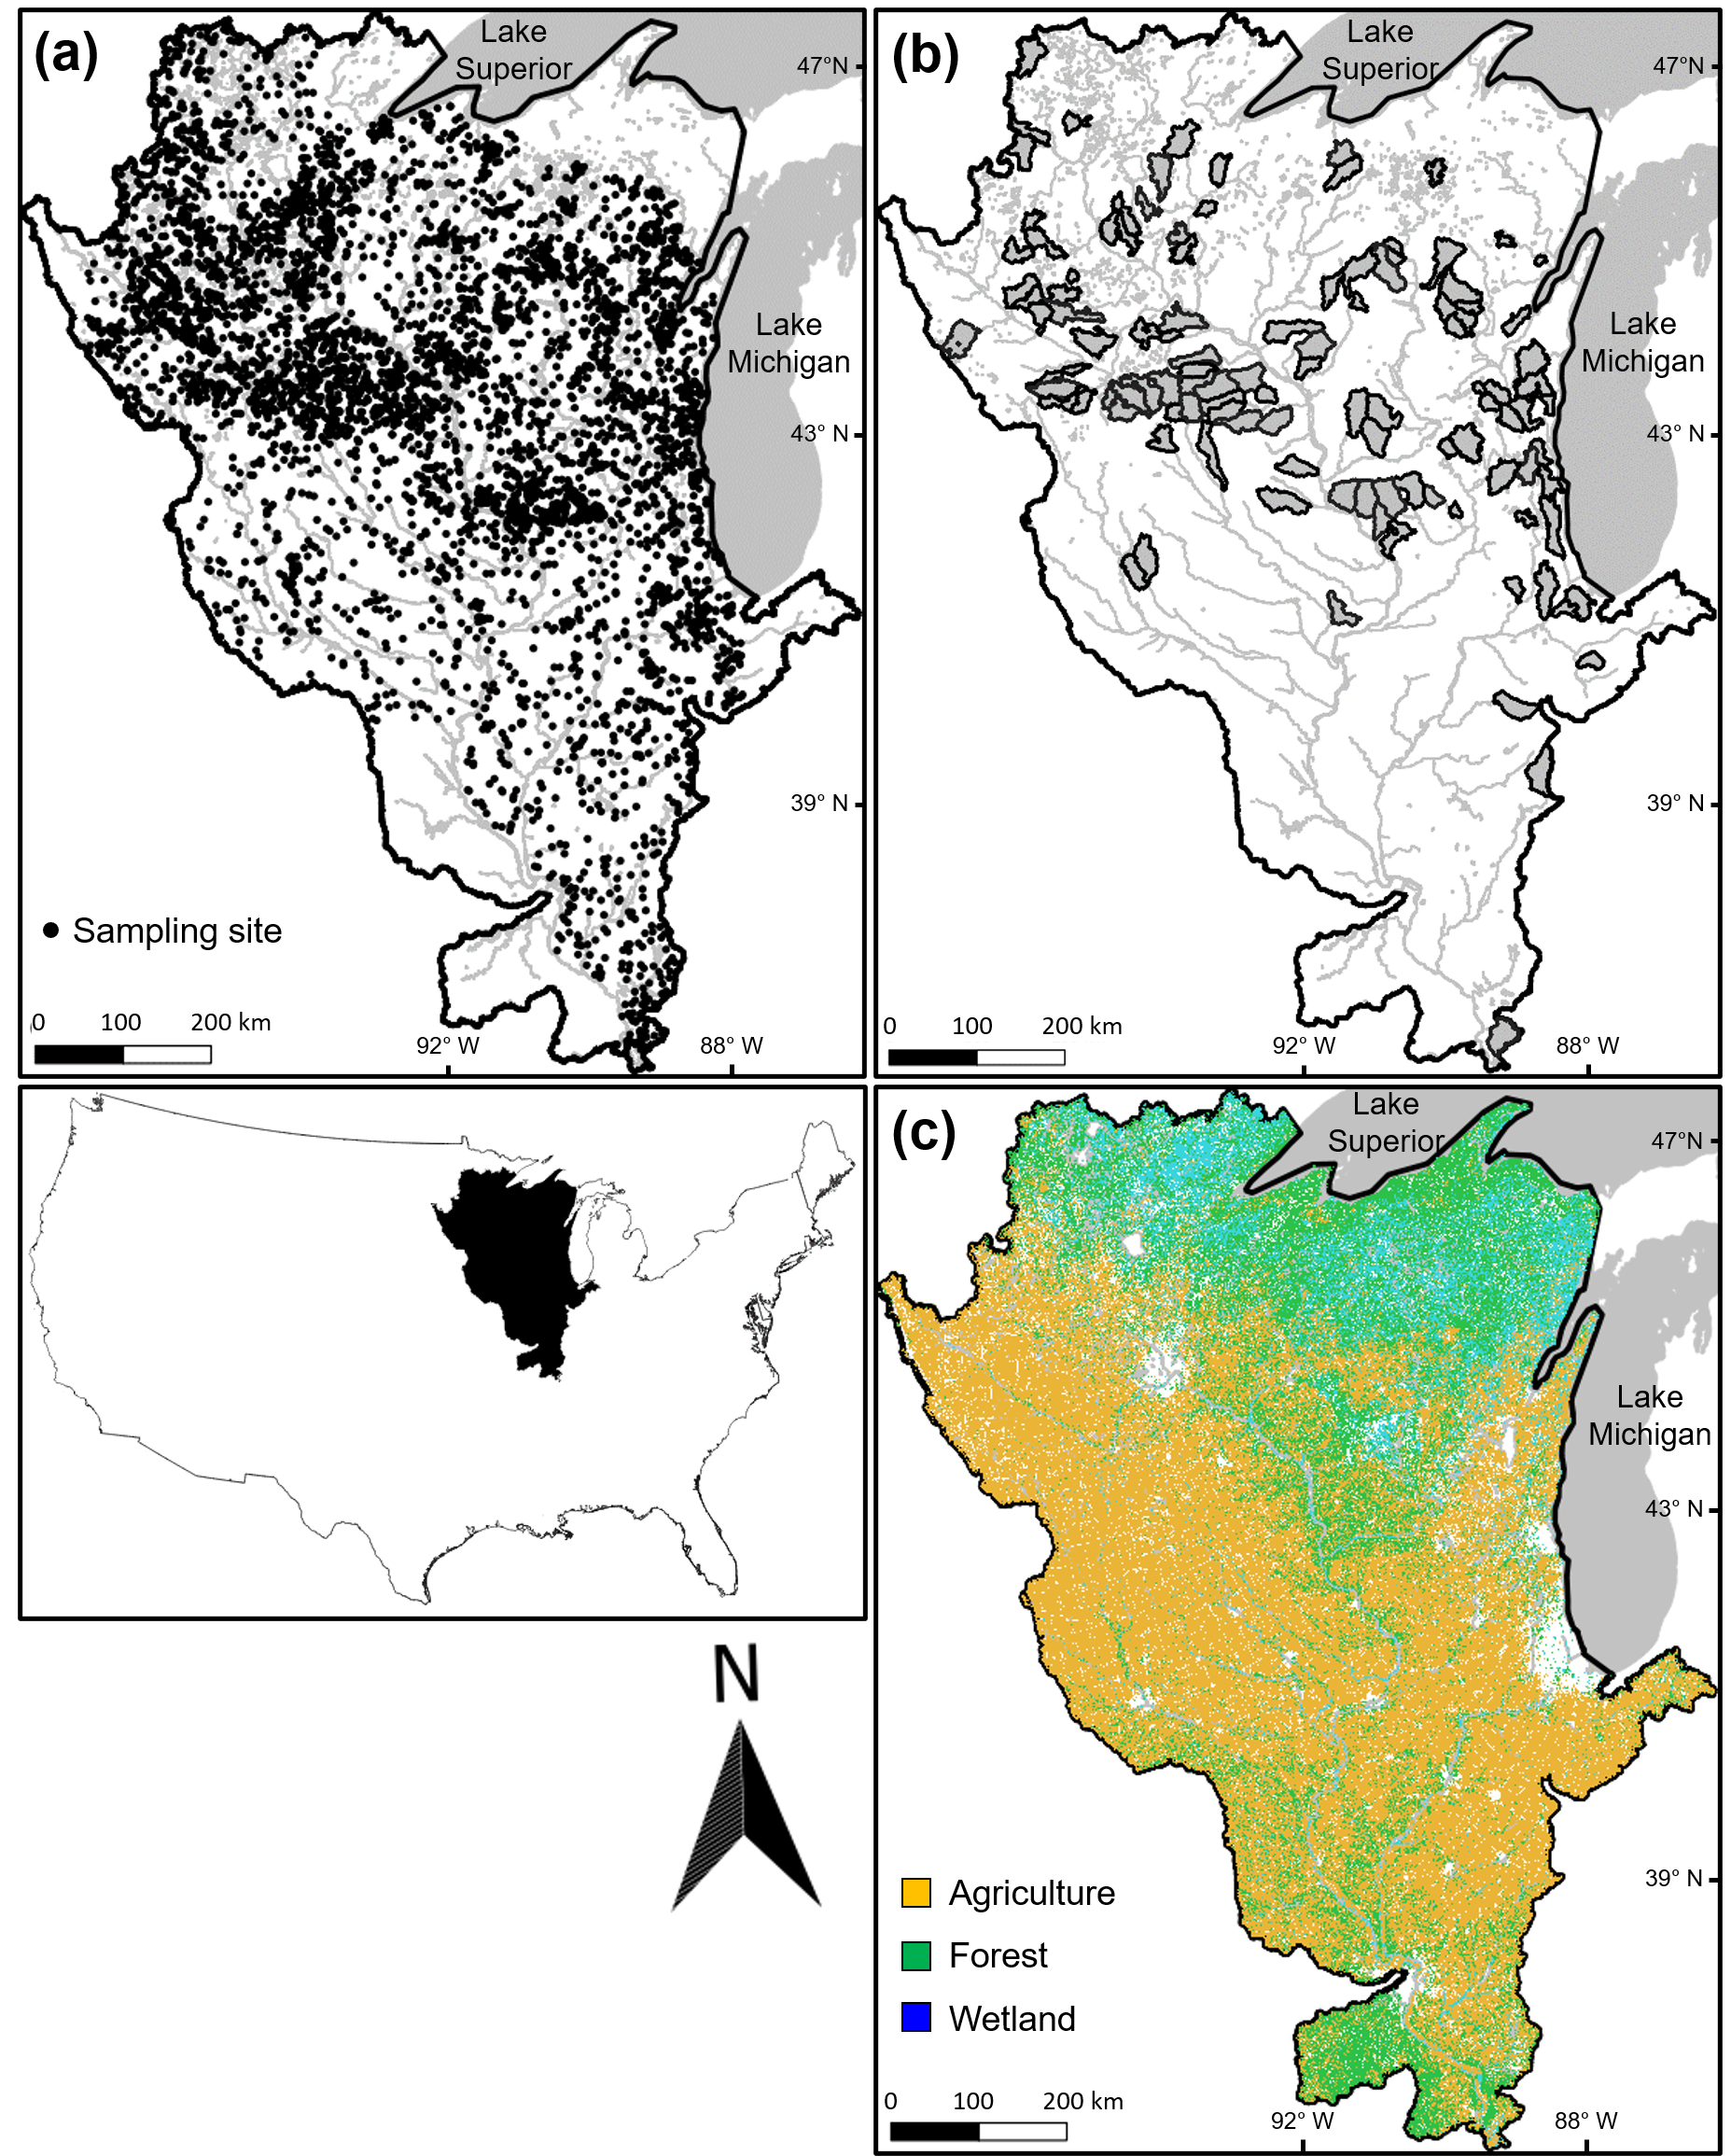 (a)
Lake
Superior
47°N
Lake
Michigan
43° N
39° N
Sampling site
0 100 200 km
92° W 88° W
(b)
Lake
Superior
47°N
Lake
Michigan
43° N
39° N
0 100 200 km
92° W 88° W
N
(c)
Lake
Superior
47°N
Lake
Michigan
43° N
39° N
Agriculture
Forest
Wetland
0 100 200 km
92° W 88° W